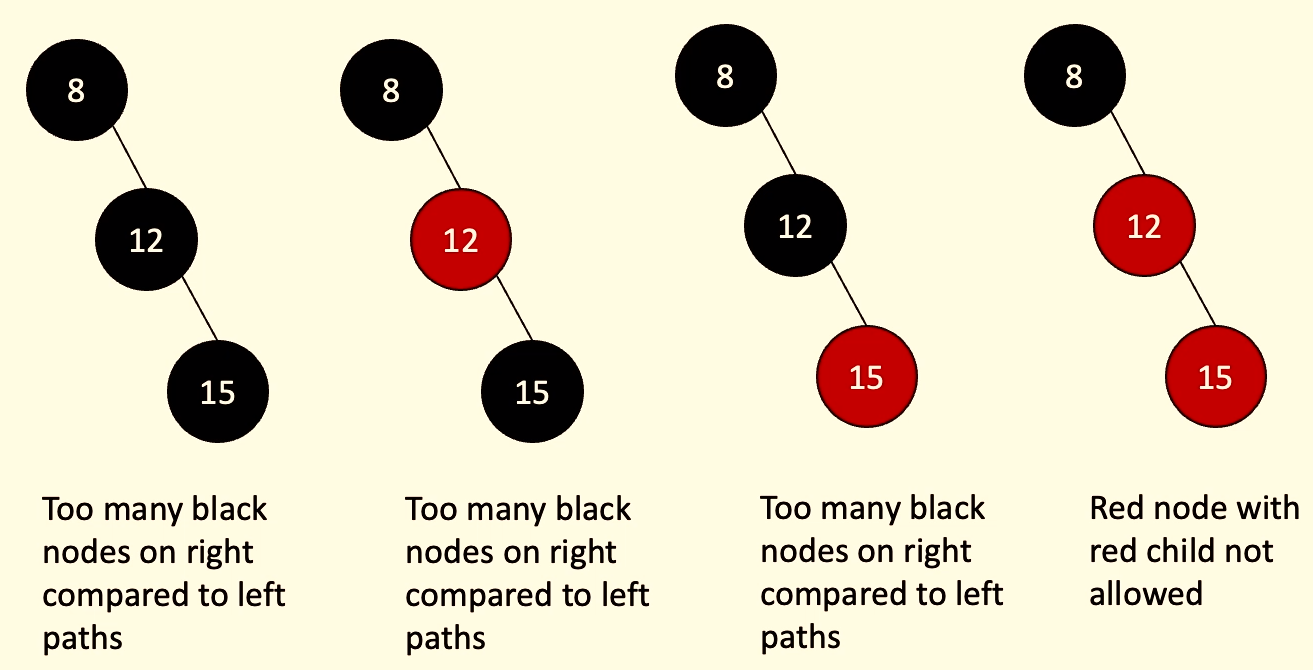 8
12
15
Too many black
nodes on right
compared to left
paths
8
12
15
Too many black
nodes on right
compared to left
paths
8
12
15
Too many black
nodes on right
compared to left
paths
8
12
15
Red node with
red child not
allowed